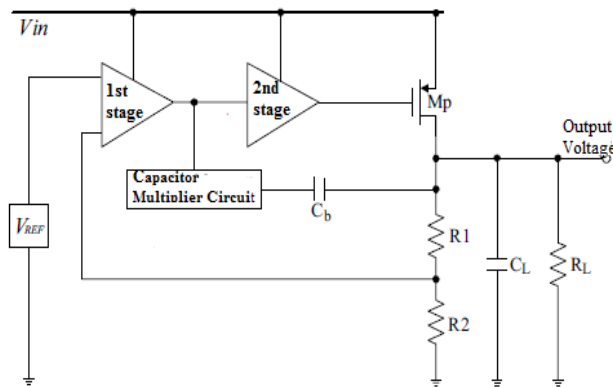 Vin
1st
stage
2nd
stage
Mp
Output
Voltage
Capacitor
Multiplier Circuit
Cb
VREF
R1
CL
RL
R2